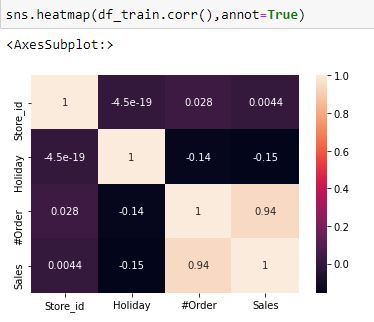 sns.heatmap(df_train.corr(),annot=True)
<AxesSubplot:>
Store_id 1 -4.5e-19 0.028 0.0044
Holiday -4.5e-19 1 -0.14 -0.15
#Order 0.028 -0.14 1 0.94
Sales 0.0044 -0.15 0.94 1
Store_id Holiday #Order Sales
1.0
0.8
0.6
0.4
0.2
0.0